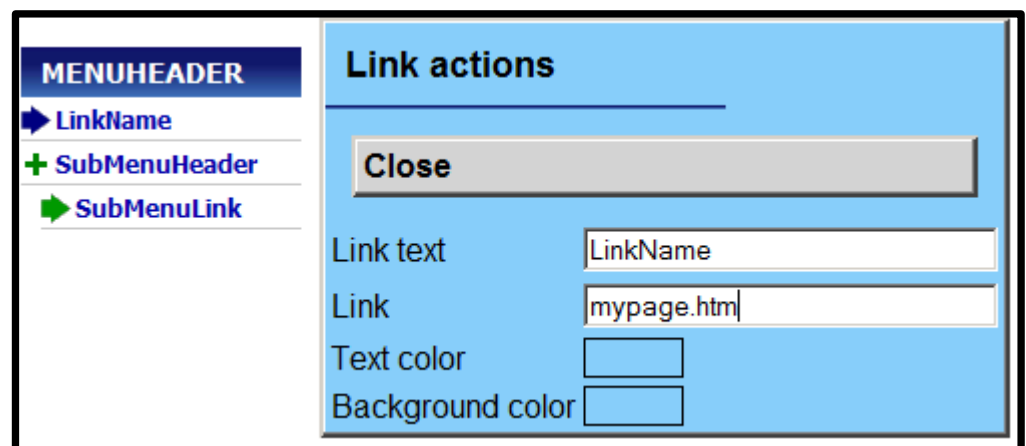 MENUHEADER
LinkName
SubMenuHeader
SubMenuLink
Link actions
Close
Link text LinkName
Link mypage.htm
Text color
Background color